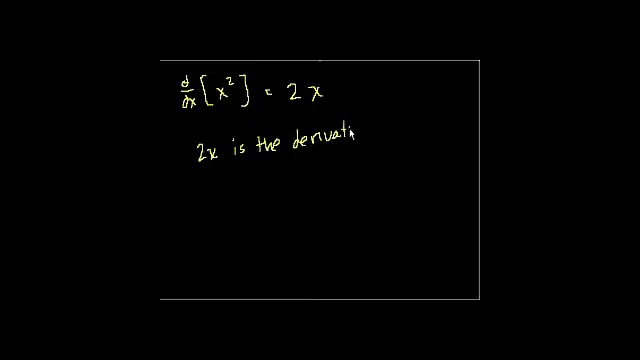 d/dx [x²] = 2x
2x is the derivati